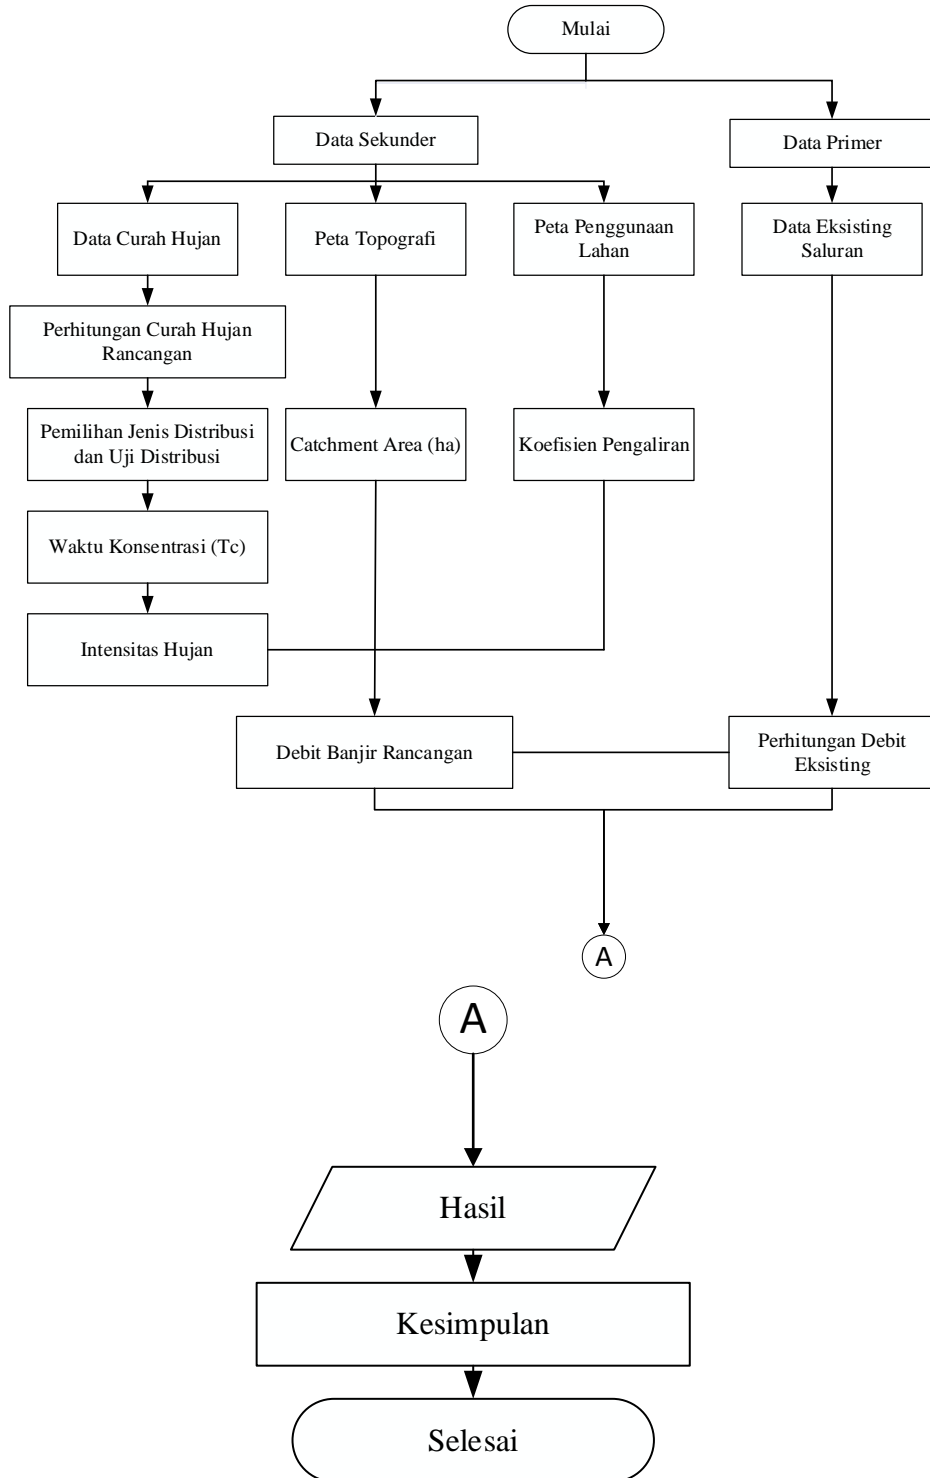 Mulai
Data Sekunder
Data Primer
Data Curah Hujan
Peta Topografi
Peta Penggunaan
Lahan
Data Eksisting
Saluran
Perhitungan Curah Hujan
Rancangan
Pemilihan Jenis Distribusi
dan Uji Distribusi
Catchment Area (ha)
Koefisien Pengaliran
Waktu Konsentrasi (Tc)
Intensitas Hujan
Debit Banjir Rancangan
Perhitungan Debit
Eksisting
A
A
Hasil
Kesimpulan
Selesai